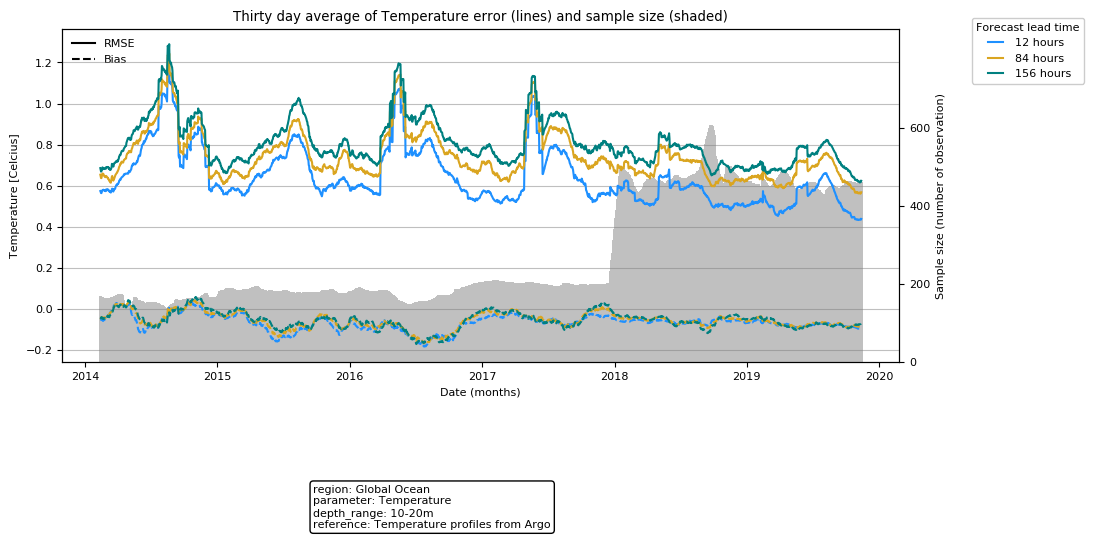 Thirty day average of Temperature error (lines) and sample size (shaded)
RMSE
Bias
Forecast lead time
12 hours
84 hours
156 hours
Temperature [Celcius]
1.2
1.0
0.8
0.6
0.4
0.2
0.0
−0.2
Sample size (number of observation)
600
400
200
0
2014 2015 2016 2017 2018 2019 2020
Date (months)
region: Global Ocean
parameter: Temperature
depth_range: 10-20m
reference: Temperature profiles from Argo